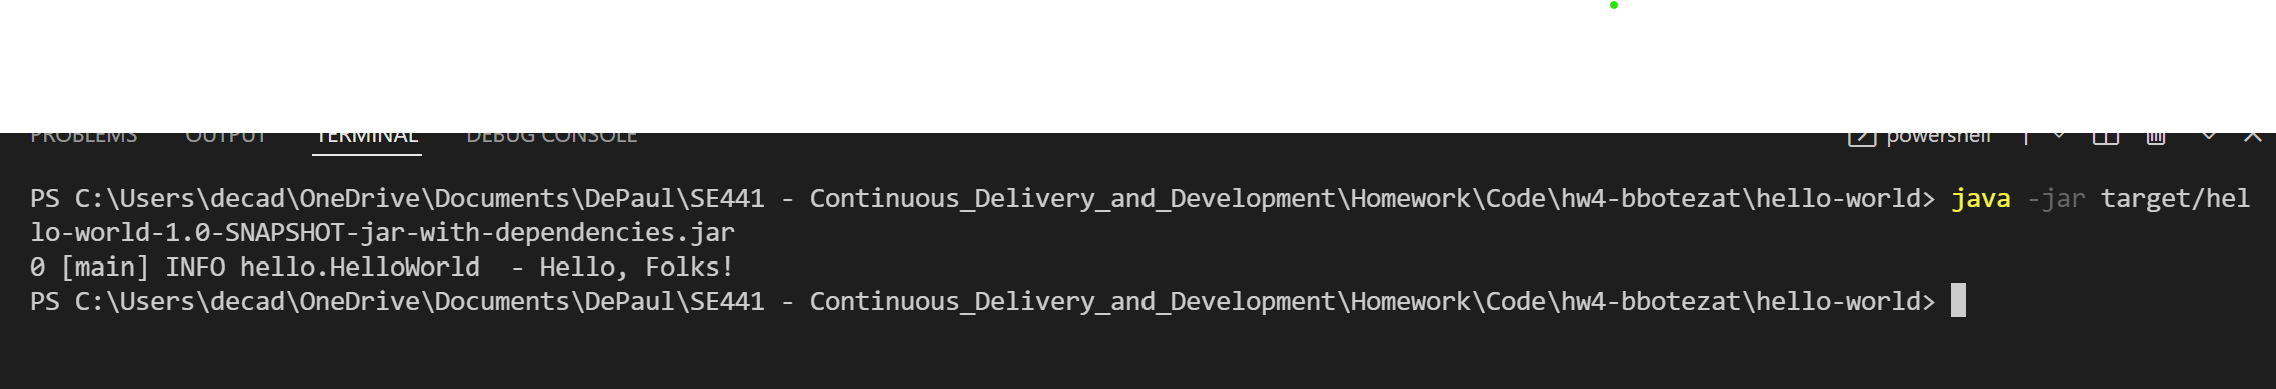 PROBLEMS OUTPUT TERMINAL DEBUG CONSOLE powershell
PS C:\Users\decad\OneDrive\Documents\DePaul\SE441 - Continuous_Delivery_and_Development\Homework\Code\hw4-bbotezat\hello-world> java -jar target/hel
lo-world-1.0-SNAPSHOT-jar-with-dependencies.jar
0 [main] INFO hello.HelloWorld  - Hello, Folks!
PS C:\Users\decad\OneDrive\Documents\DePaul\SE441 - Continuous_Delivery_and_Development\Homework\Code\hw4-bbotezat\hello-world>